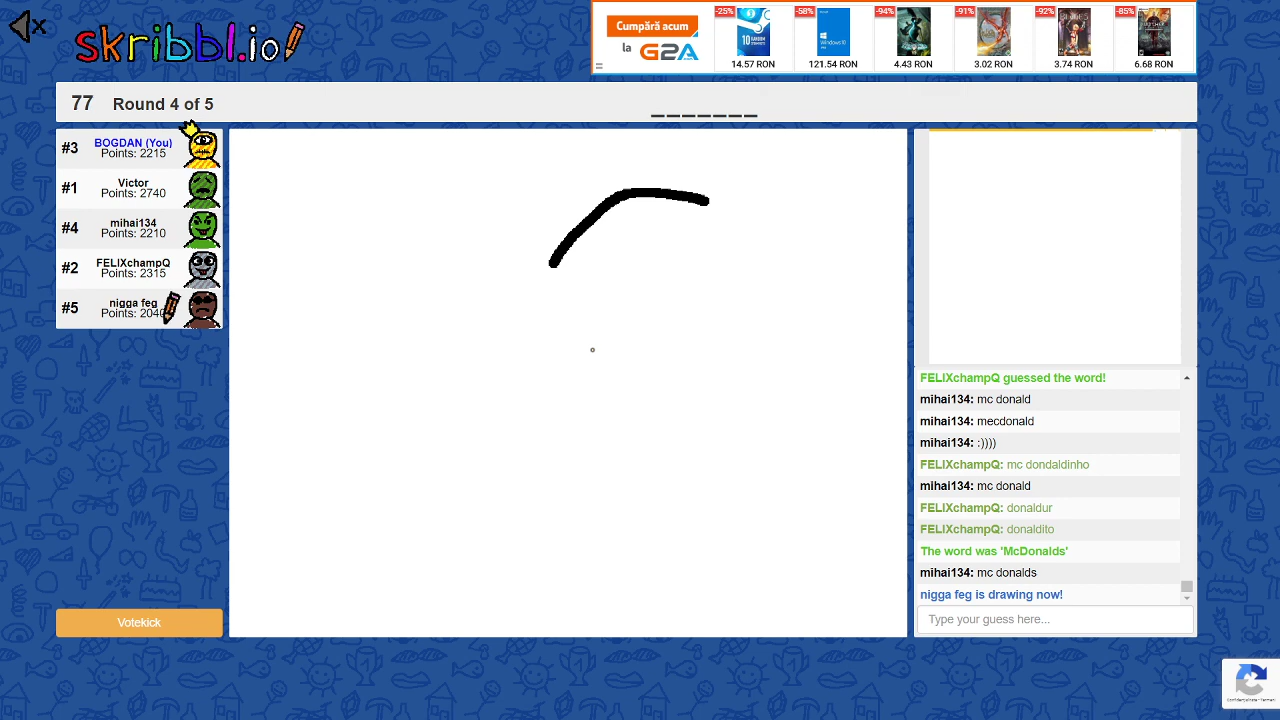 skribbl.io
Cumpără acum
la G2A
-25%
14.57 RON
-58%
121.54 RON
-94%
4.43 RON
-91%
3.02 RON
-92%
3.74 RON
-85%
6.68 RON
77 Round 4 of 5
#3 BOGDAN (You)
Points: 2215
#1 Victor
Points: 2740
#4 mihai134
Points: 2210
#2 FELIXchampQ
Points: 2315
#5 nigga feg
Points: 2040
Votekick
FELIXchampQ guessed the word!
mihai134: mc donald
mihai134: mecdonald
mihai134: :))))
FELIXchampQ: mc dondaldinho
mihai134: mc donald
FELIXchampQ: donaldur
FELIXchampQ: donaldito
The word was 'McDonalds'
mihai134: mc donalds
nigga feg is drawing now!
Type your guess here...